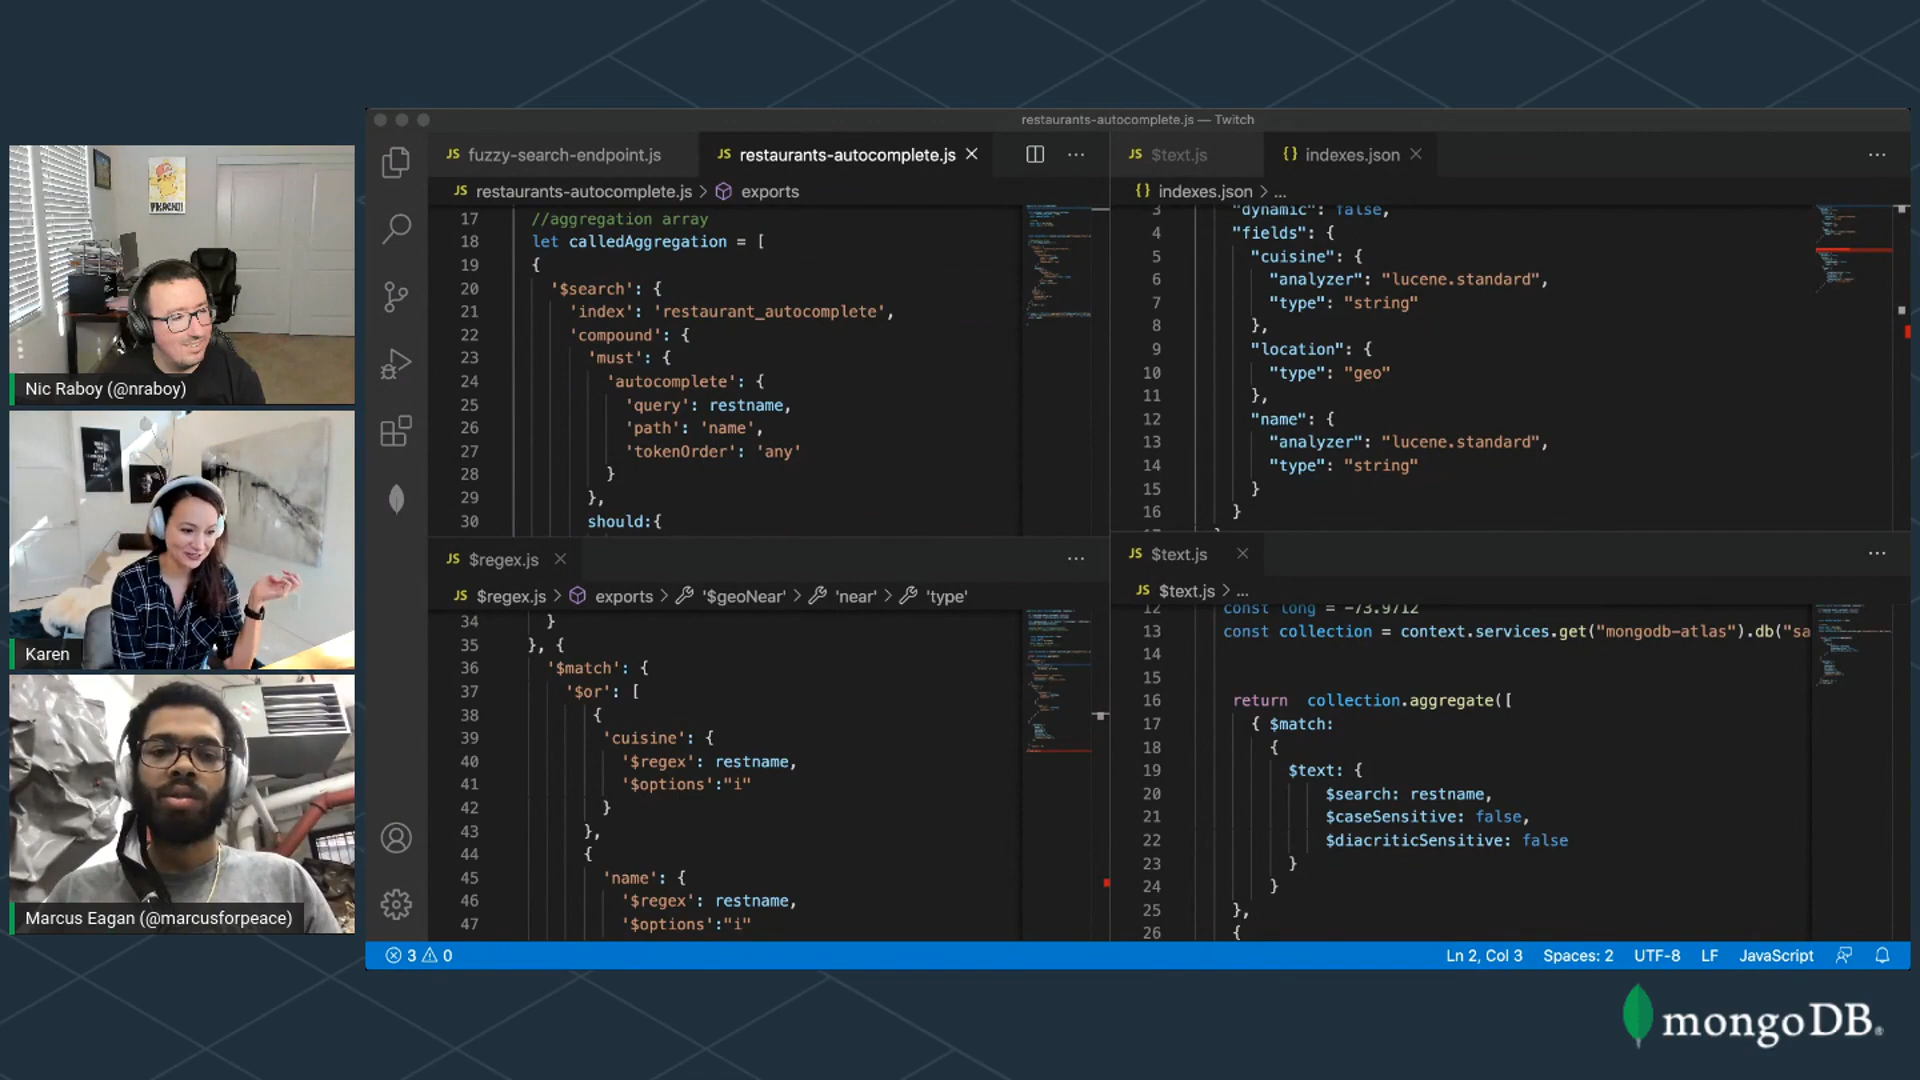 restaurants-autocomplete.js — Twitch
JS fuzzy-search-endpoint.js
JS restaurants-autocomplete.js
JS restaurants-autocomplete.js > exports
17 //aggregation array
18 let calledAggregation = [
19 {
20 '$search': {
21 'index': 'restaurant_autocomplete',
22 'compound': {
23 'must': {
24 'autocomplete': {
25 'query': restname,
26 'path': 'name',
27 'tokenOrder': 'any'
28 }
29 },
30 should:{
JS $text.js
{} indexes.json
{} indexes.json > ...
3 "dynamic": false,
4 "fields": {
5 "cuisine": {
6 "analyzer": "lucene.standard",
7 "type": "string"
8 },
9 "location": {
10 "type": "geo"
11 },
12 "name": {
13 "analyzer": "lucene.standard",
14 "type": "string"
15 }
16 }
JS $regex.js
JS $regex.js > exports > '$geoNear' > 'near' > 'type'
34 }
35 }, {
36 '$match': {
37 '$or': [
38 {
39 'cuisine': {
40 '$regex': restname,
41 '$options':"i"
42 }
43 },
44 {
45 'name': {
46 '$regex': restname,
47 '$options':"i"
JS $text.js
JS $text.js > ...
12 const long = -73.9712
13 const collection = context.services.get("mongodb-atlas").db("sa
14
15
16 return collection.aggregate([
17 { $match:
18 {
19 $text: {
20 $search: restname,
21 $caseSensitive: false,
22 $diacriticSensitive: false
23 }
24 }
25 },
26 {
3 0
Ln 2, Col 3 Spaces: 2 UTF-8 LF JavaScript
PIKACHU
Nic Raboy (@nraboy)
Karen
Marcus Eagan (@marcusforpeace)
mongoDB®